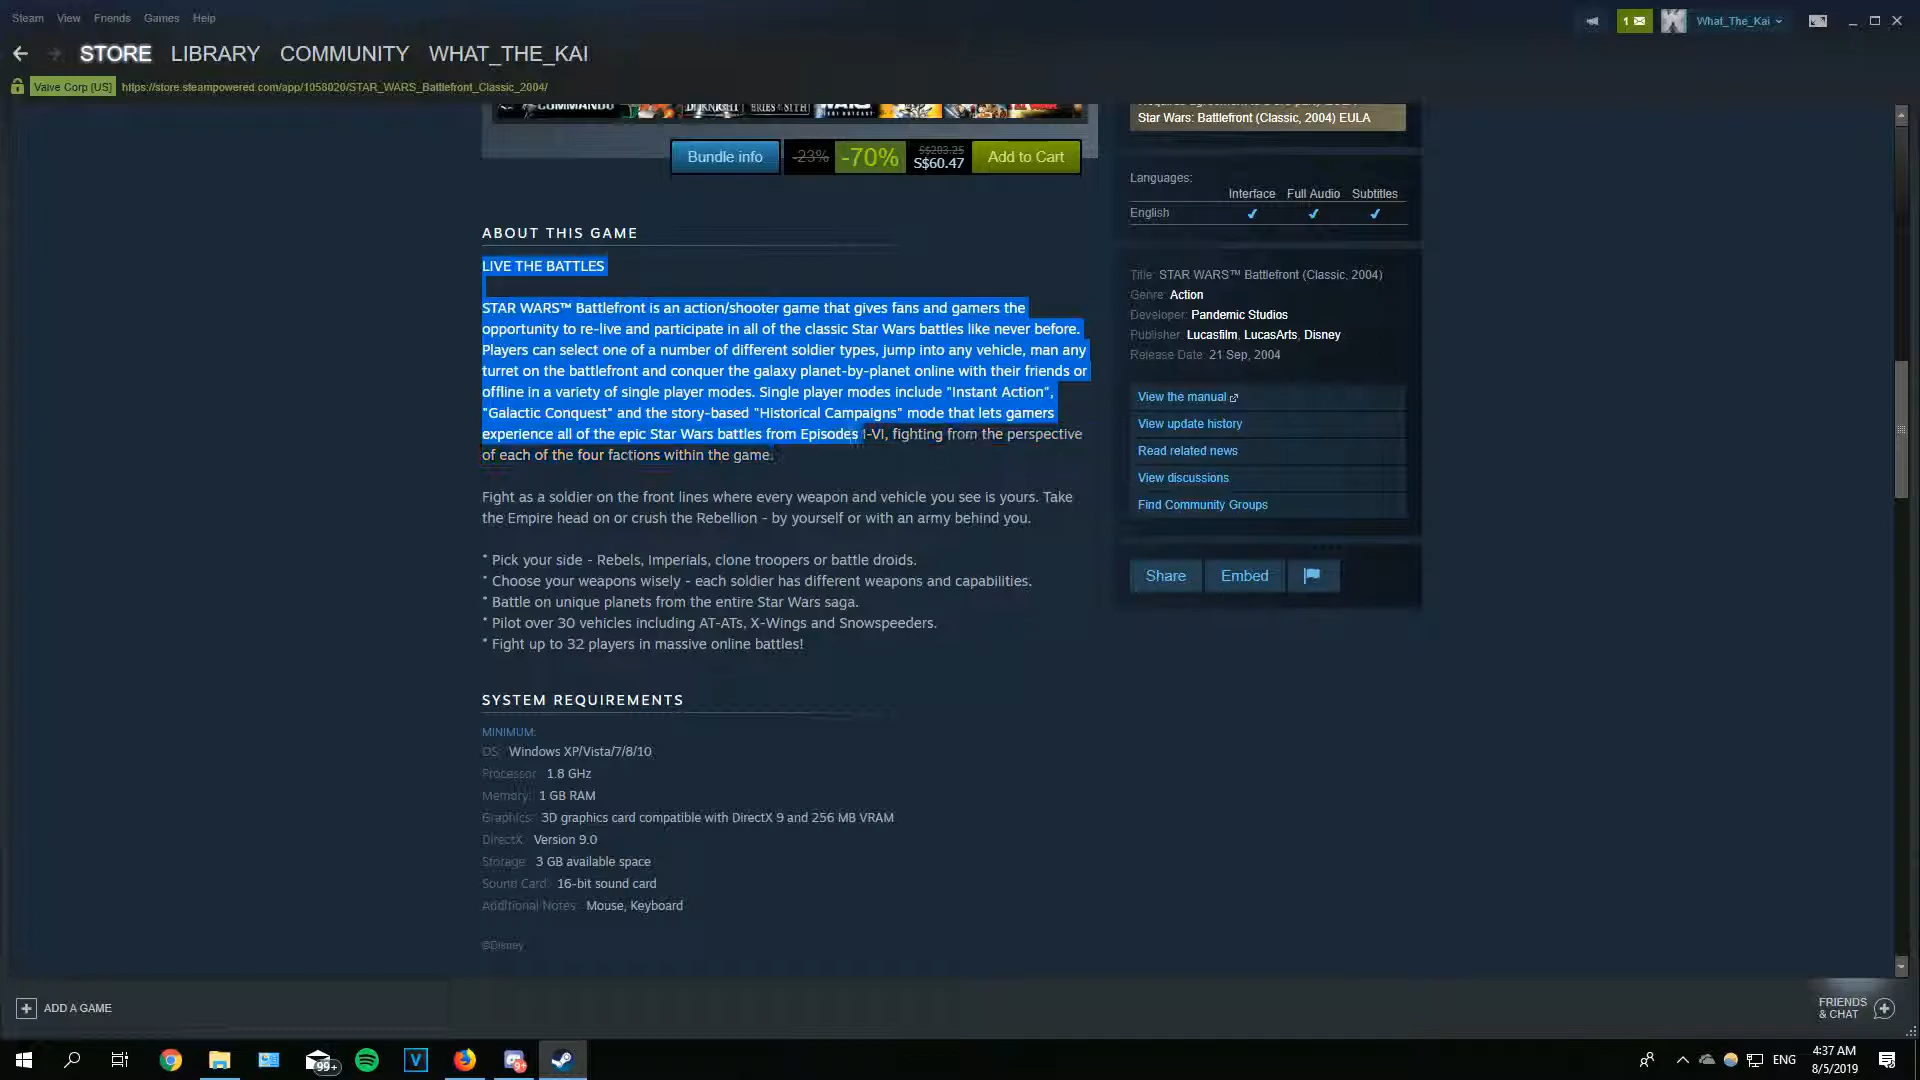 Steam View Friends Games Help
1 What_The_Kai
STORE LIBRARY COMMUNITY WHAT_THE_KAI
Valve Corp [US] https://store.steampowered.com/app/1058020/STAR_WARS_Battlefront_Classic_2004/
COMMANDO
Star Wars: Battlefront (Classic, 2004) EULA
Bundle info -23% -70% S$203.25 S$60.47 Add to Cart
Languages:
Interface Full Audio Subtitles
English ✔ ✔ ✔
ABOUT THIS GAME
LIVE THE BATTLES
STAR WARS™ Battlefront is an action/shooter game that gives fans and gamers the
opportunity to re-live and participate in all of the classic Star Wars battles like never before.
Players can select one of a number of different soldier types, jump into any vehicle, man any
turret on the battlefront and conquer the galaxy planet-by-planet online with their friends or
offline in a variety of single player modes. Single player modes include "Instant Action",
"Galactic Conquest" and the story-based "Historical Campaigns" mode that lets gamers
experience all of the epic Star Wars battles from Episodes I-VI, fighting from the perspective
of each of the four factions within the game.
Fight as a soldier on the front lines where every weapon and vehicle you see is yours. Take
the Empire head on or crush the Rebellion - by yourself or with an army behind you.
* Pick your side - Rebels, Imperials, clone troopers or battle droids.
* Choose your weapons wisely - each soldier has different weapons and capabilities.
* Battle on unique planets from the entire Star Wars saga.
* Pilot over 30 vehicles including AT-ATs, X-Wings and Snowspeeders.
* Fight up to 32 players in massive online battles!
SYSTEM REQUIREMENTS
MINIMUM:
OS: Windows XP/Vista/7/8/10
Processor: 1.8 GHz
Memory: 1 GB RAM
Graphics: 3D graphics card compatible with DirectX 9 and 256 MB VRAM
DirectX: Version 9.0
Storage: 3 GB available space
Sound Card: 16-bit sound card
Additional Notes: Mouse, Keyboard
©Disney
Title: STAR WARS™ Battlefront (Classic, 2004)
Genre: Action
Developer: Pandemic Studios
Publisher: Lucasfilm, LucasArts, Disney
Release Date: 21 Sep, 2004
View the manual
View update history
Read related news
View discussions
Find Community Groups
Share Embed
ADD A GAME
FRIENDS
& CHAT
99+ V 9+
ENG
4:37 AM
8/5/2019